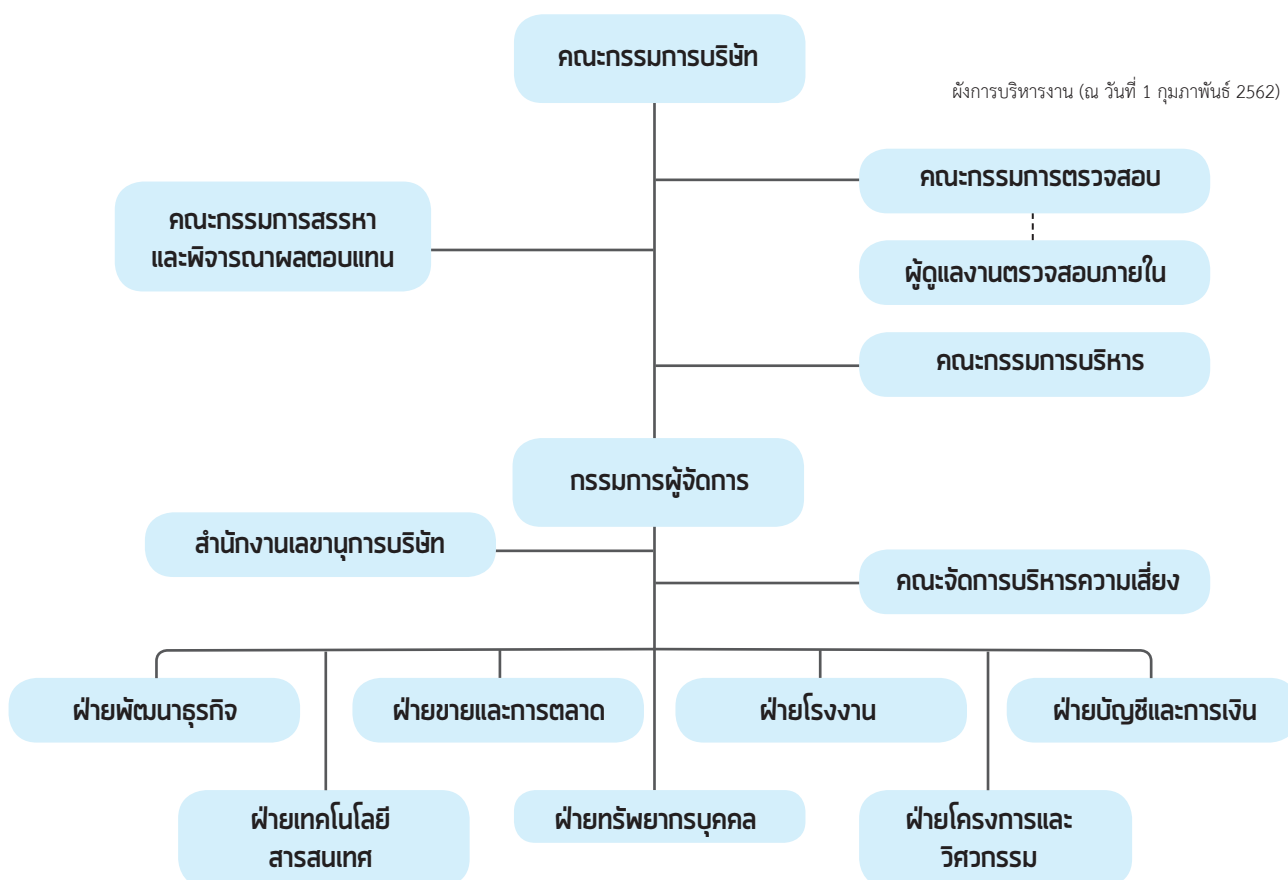 คณะกรรมการบริษัท
ผังการบริหารงาน (ณ วันที่ 1 กุมภาพันธ์ 2562)
คณะกรรมการตรวจสอบ
คณะกรรมการสรรหา
และพิจารณาผลตอบแทน
ผู้ดูแลงานตรวจสอบภายใน
คณะกรรมการบริหาร
กรรมการผู้จัดการ
สำนักงานเลขานุการบริษัท
คณะจัดการบริหารความเสี่ยง
ฝ่ายพัฒนาธุรกิจ
ฝ่ายขายและการตลาด
ฝ่ายโรงงาน
ฝ่ายบัญชีและการเงิน
ฝ่ายเทคโนโลยี
สารสนเทศ
ฝ่ายทรัพยากรบุคคล
ฝ่ายโครงการและ
วิศวกรรม